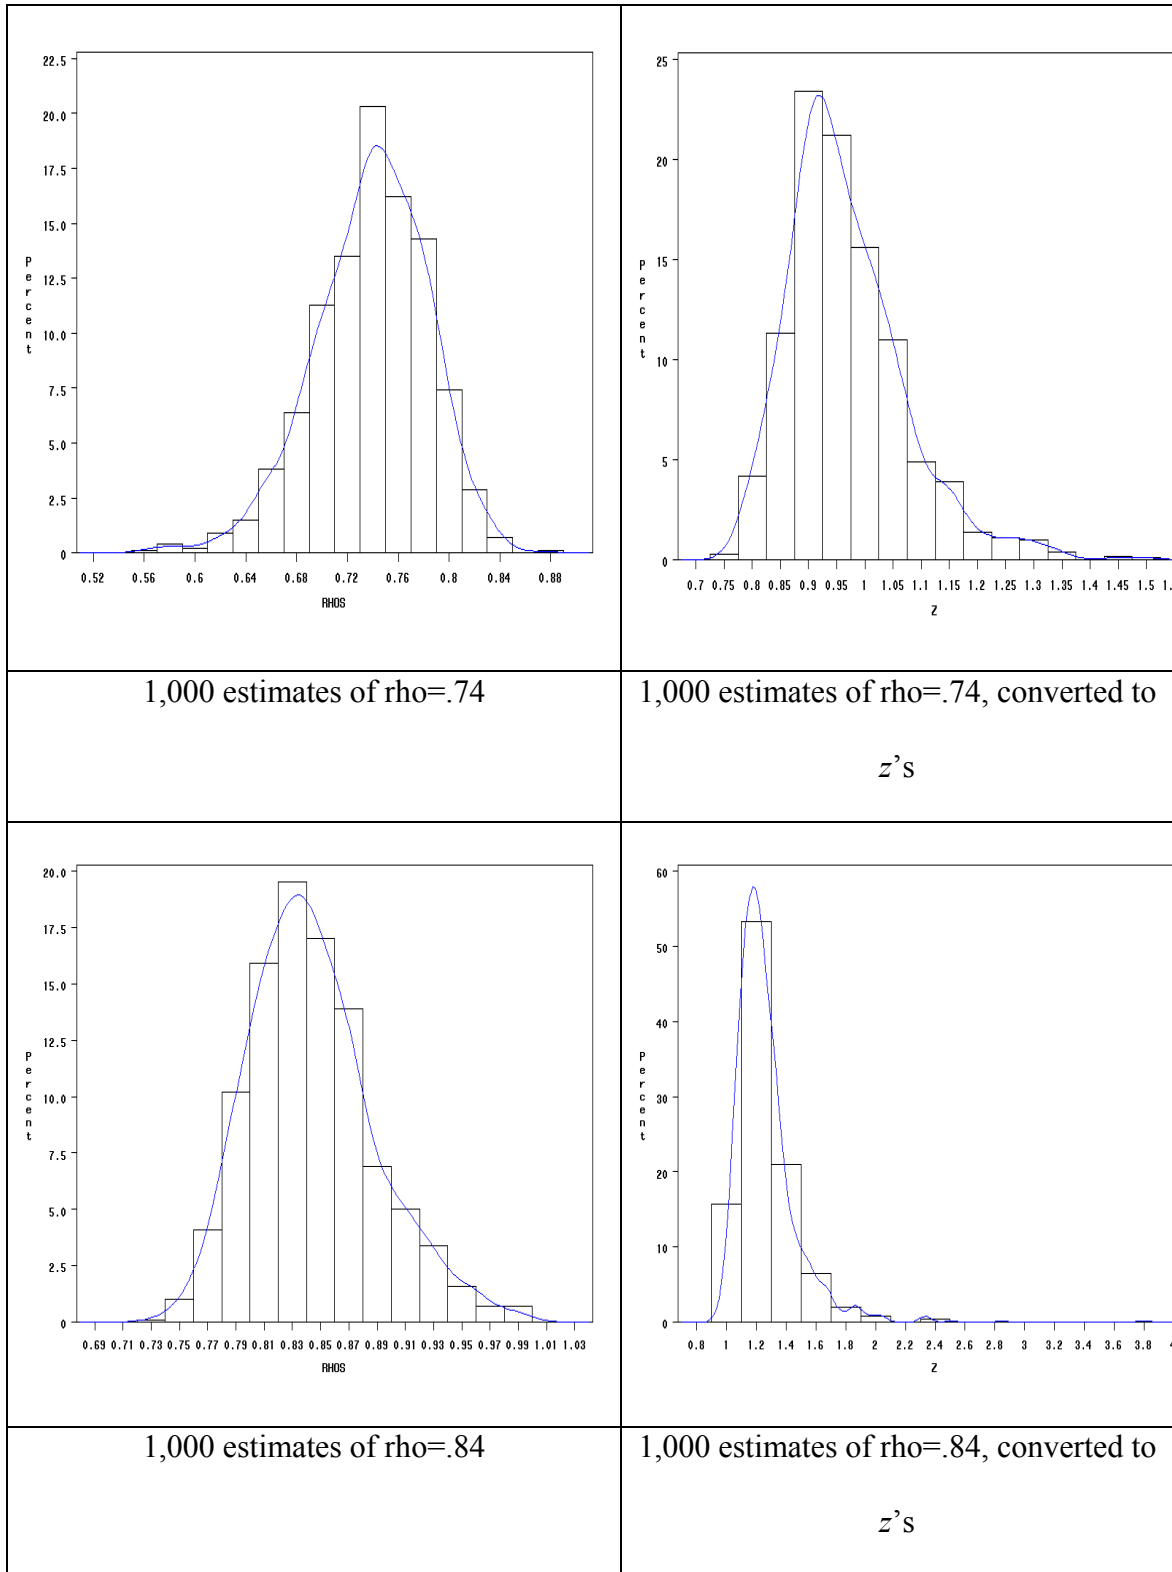 22.5
20.0
17.5
15.0
12.5
10.0
7.5
5.0
2.5
0
Percent
0.52 0.56 0.6 0.64 0.68 0.72 0.76 0.8 0.84 0.88
RHOS
25
20
15
10
5
0
Percent
0.7 0.75 0.8 0.85 0.9 0.95 1 1.05 1.1 1.15 1.2 1.25 1.3 1.35 1.4 1.45 1.5
Z
1,000 estimates of rho=.74
1,000 estimates of rho=.74, converted to
z’s
20.0
17.5
15.0
12.5
10.0
7.5
5.0
2.5
0
Percent
0.69 0.71 0.73 0.75 0.77 0.79 0.81 0.83 0.85 0.87 0.89 0.91 0.93 0.95 0.97 0.99 1.01 1.03
RHOS
60
50
40
30
20
10
0
Percent
0.8 1 1.2 1.4 1.6 1.8 2 2.2 2.4 2.6 2.8 3 3.2 3.4 3.6 3.8
Z
1,000 estimates of rho=.84
1,000 estimates of rho=.84, converted to
z’s